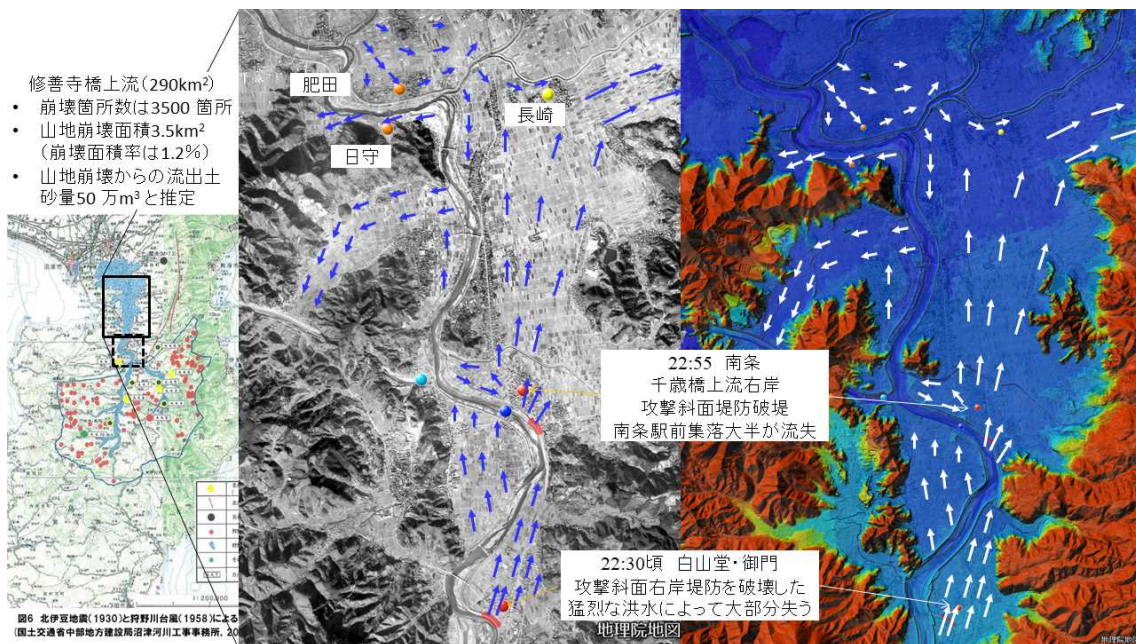 修善寺橋上流(290km²)
• 崩壊箇所数は3500 箇所
• 山地崩壊面積3.5km²
(崩壊面積率は1.2%)
• 山地崩壊からの流出土
砂量50 万m³と推定
肥田
日守
長崎
22:55 南条
千歳橋上流右岸
攻撃斜面堤防破堤
南条駅前集落大半が流失
22:30頃 白山堂・御門
攻撃斜面右岸堤防を破壊した
猛烈な洪水によって大部分失う
地理院地図
地理院地図
1:200,000
図6 北伊豆地震(1930)と狩野川台風(1958)による
(国土交通省中部地方建設局沼津河川工事事務所, 20